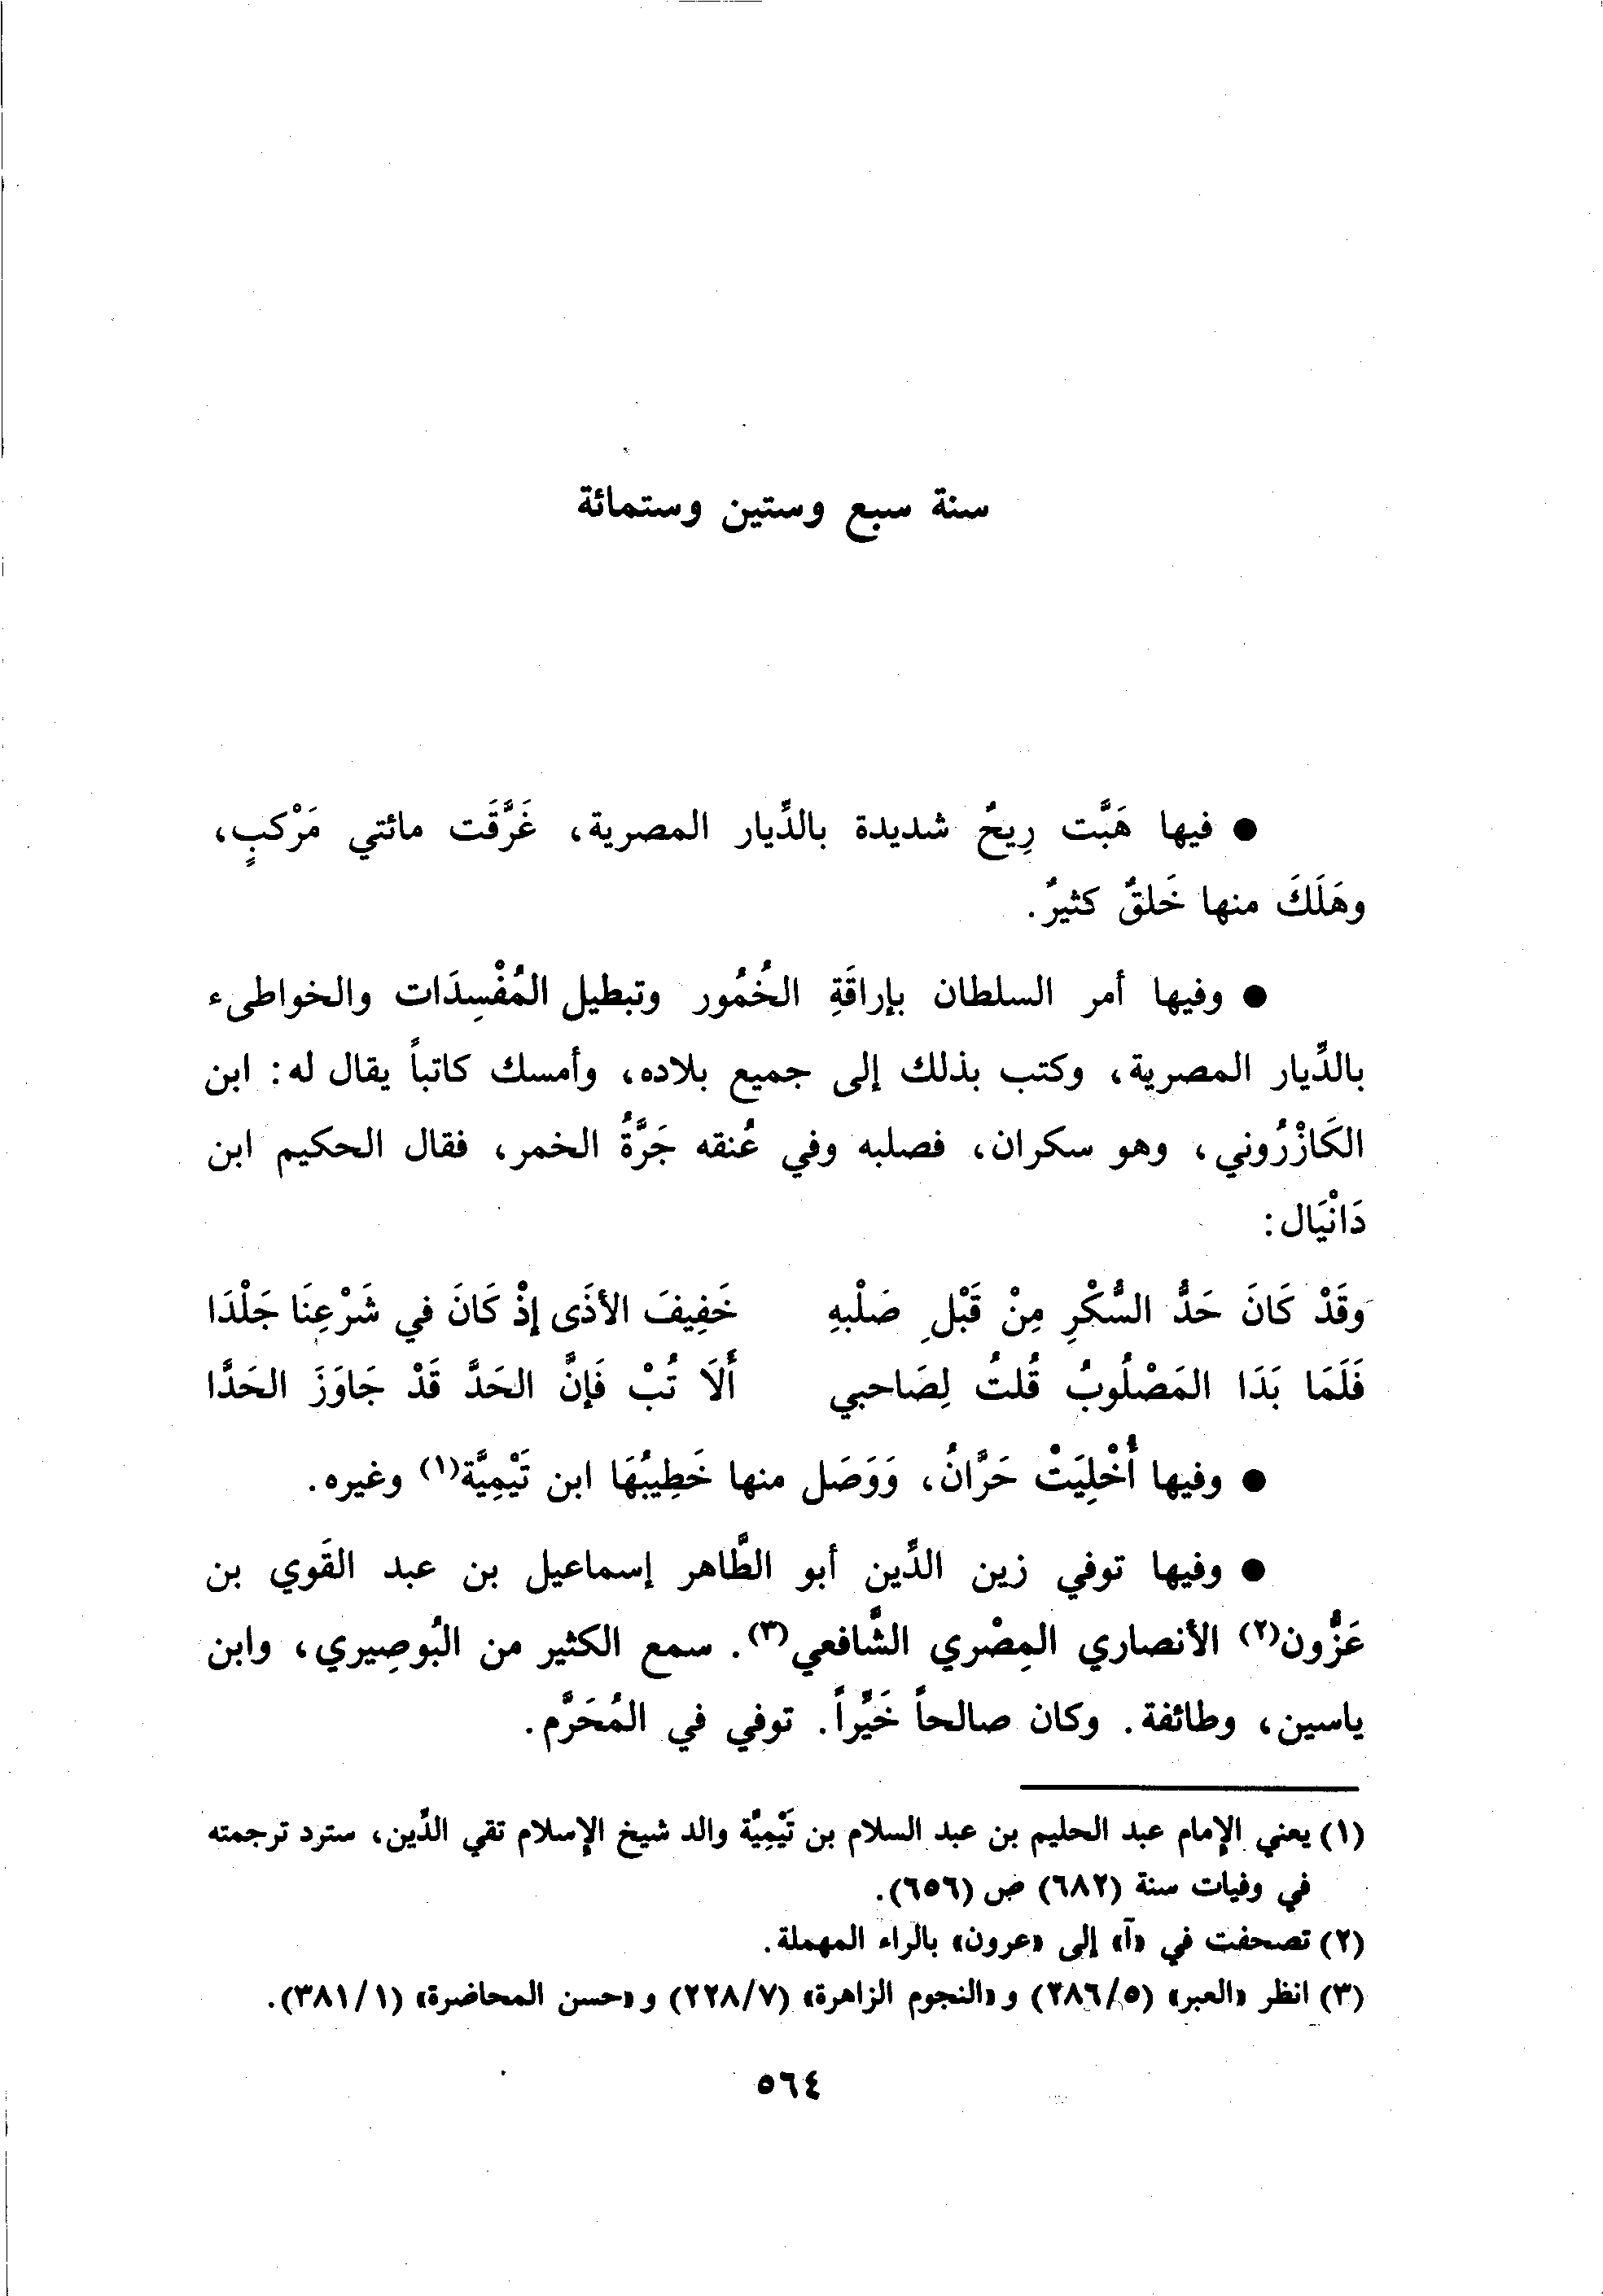 سنة سبع وستين وستمائة
● فيها هَبَّت رِيحٌ شديدة بالدِّيار المصرية، غَرَّقَت مائتي مَرْكبٍ،
وهَلَكَ منها خَلقٌ كثيرٌ.
● وفيها أمر السلطان بإراقَةِ الخُمُور وتبطيل المُفْسِدَات والخواطىء
بالدِّيار المصرية، وكتب بذلك إلى جميع بلاده، وأمسك كاتباً يقال له: ابن
الكَازْرُوني، وهو سكران، فصلبه وفي عُنقه جَرَّةُ الخمر، فقال الحكيم ابن
دَانْيَال:
وَقَدْ كَانَ حَدُّ السُّكْرِ مِنْ قَبْلِ صَلْبهِ خَفِيفَ الأذَى إذْ كَانَ في شَرْعِنَا جَلْدَا
فَلَمَا بَدَا المَصْلُوبُ قُلتُ لِصَاحبي أَلَا تُبْ فَإنَّ الحَدَّ قَدْ جَاوَزَ الحَدَّا
● وفيها أُخْلِيَتْ حَرَّانُ، وَوَصَل منها خَطِيبُهَا ابن تَيْمِيَّة(١) وغيره.
● وفيها توفي زين الدِّين أبو الطَّاهر إسماعيل بن عبد القَوي بن
عَزُّون(٢) الأنصاري المِصْري الشَّافعي(٣). سمع الكثير من البُوصِيري، وابن
ياسين، وطائفة. وكان صالحاً خَيِّراً. توفي في المُحَرَّم.
(١) يعني الإمام عبد الحليم بن عبد السلام بن تَيْمِيَّة والد شيخ الإسلام تقي الدِّين، سترد ترجمته
في وفيات سنة (٦٨٢) ص (٦٥٦).
(٢) تصحفت في «آ» إلى «عرون» بالراء المهملة.
(٣) انظر «العبر» (٢٨٦/٥) و«النجوم الزاهرة» (٢٢٨/٧) و«حسن المحاضرة» (٣٨١/١).
٥٦٤